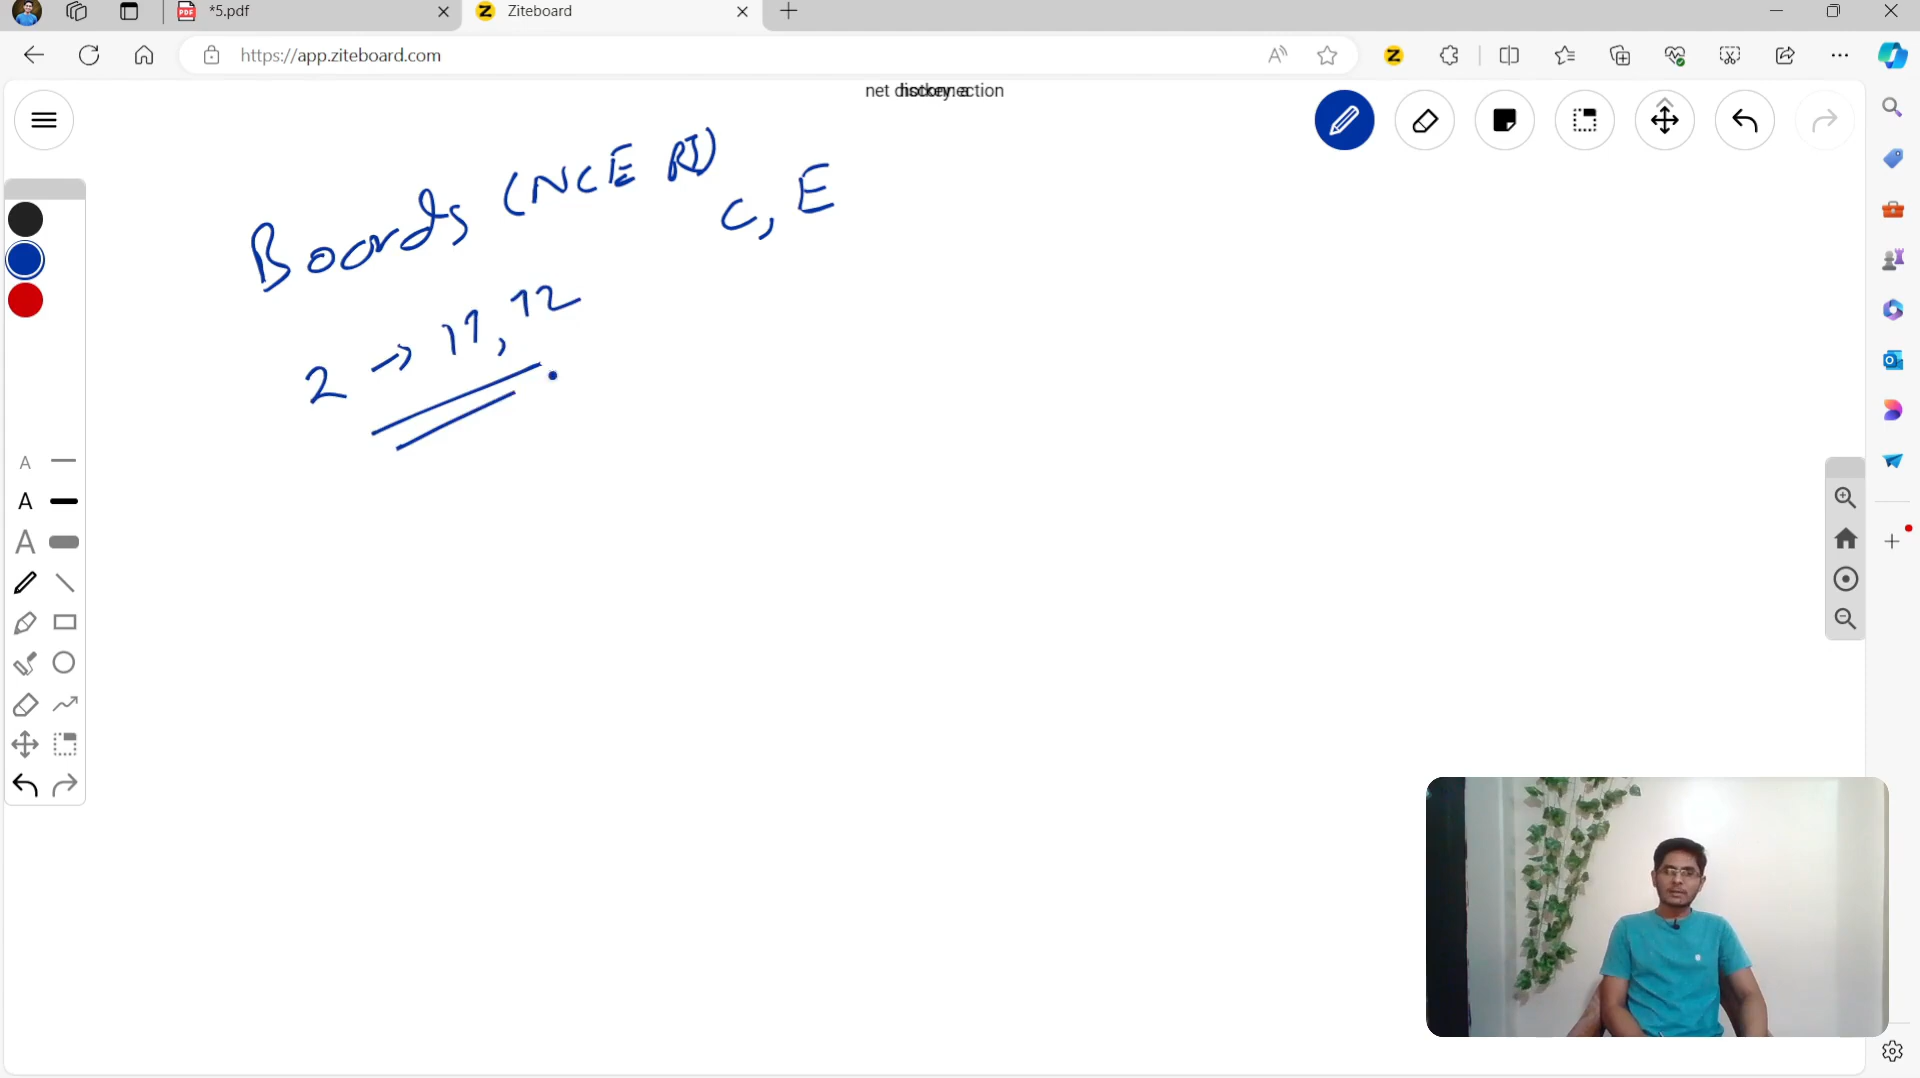 *5.pdf
Ziteboard
https://app.ziteboard.com
Boards (NCERT)
C, E
2 → 11, 12
A
A
A